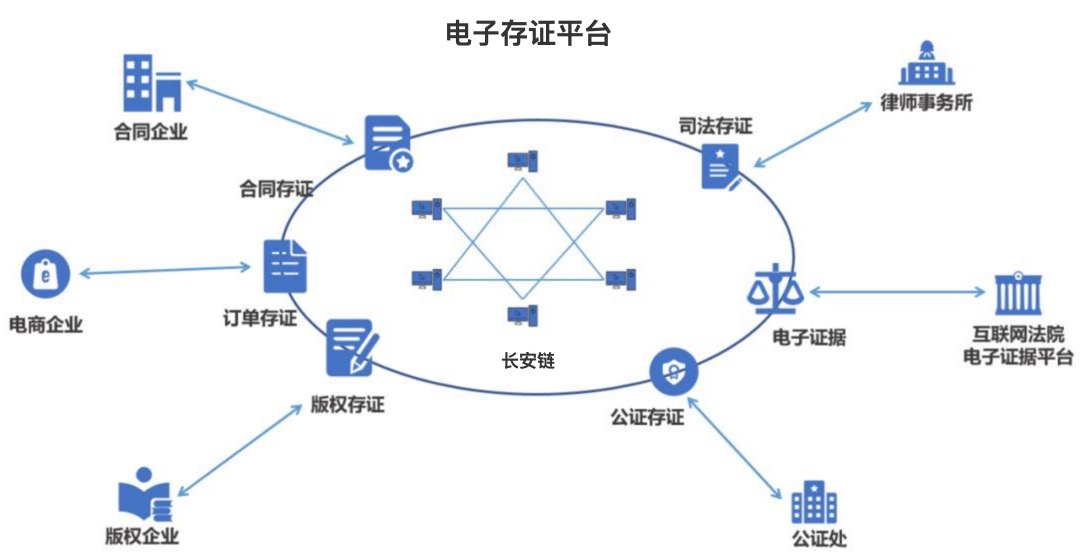 电子存证平台
律师事务所
合同企业
司法存证
合同存证
电商企业
订单存证
长安链
电子证据
互联网法院
电子证据平台
版权存证
公证存证
版权企业
公证处